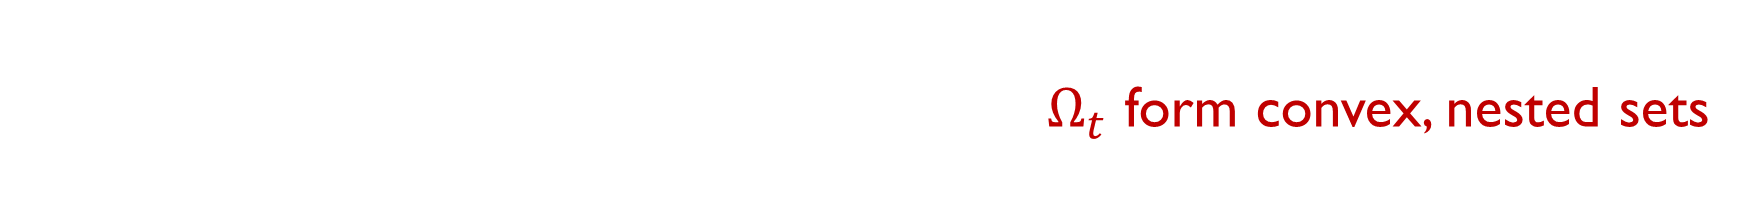 Ωₜ form convex, nested sets